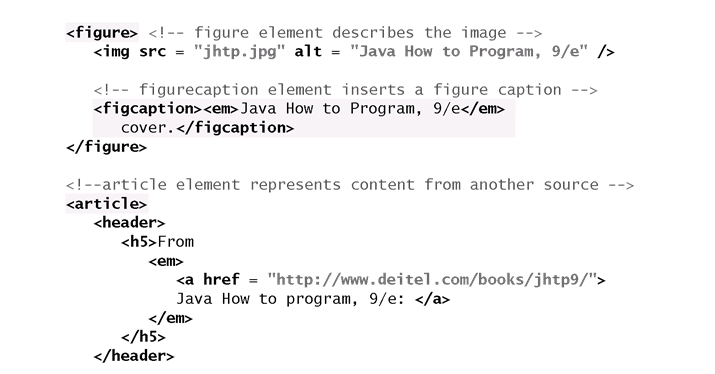 <figure> <!-- figure element describes the image -->
<img src = "jhtp.jpg" alt = "Java How to Program, 9/e" />
<!-- figurecaption element inserts a figure caption -->
<figcaption><em>Java How to Program, 9/e</em>
cover.</figcaption>
</figure>
<!--article element represents content from another source -->
<article>
<header>
<h5>From
<em>
<a href = "http://www.deitel.com/books/jhtp9/">
Java How to program, 9/e: </a>
</em>
</h5>
</header>